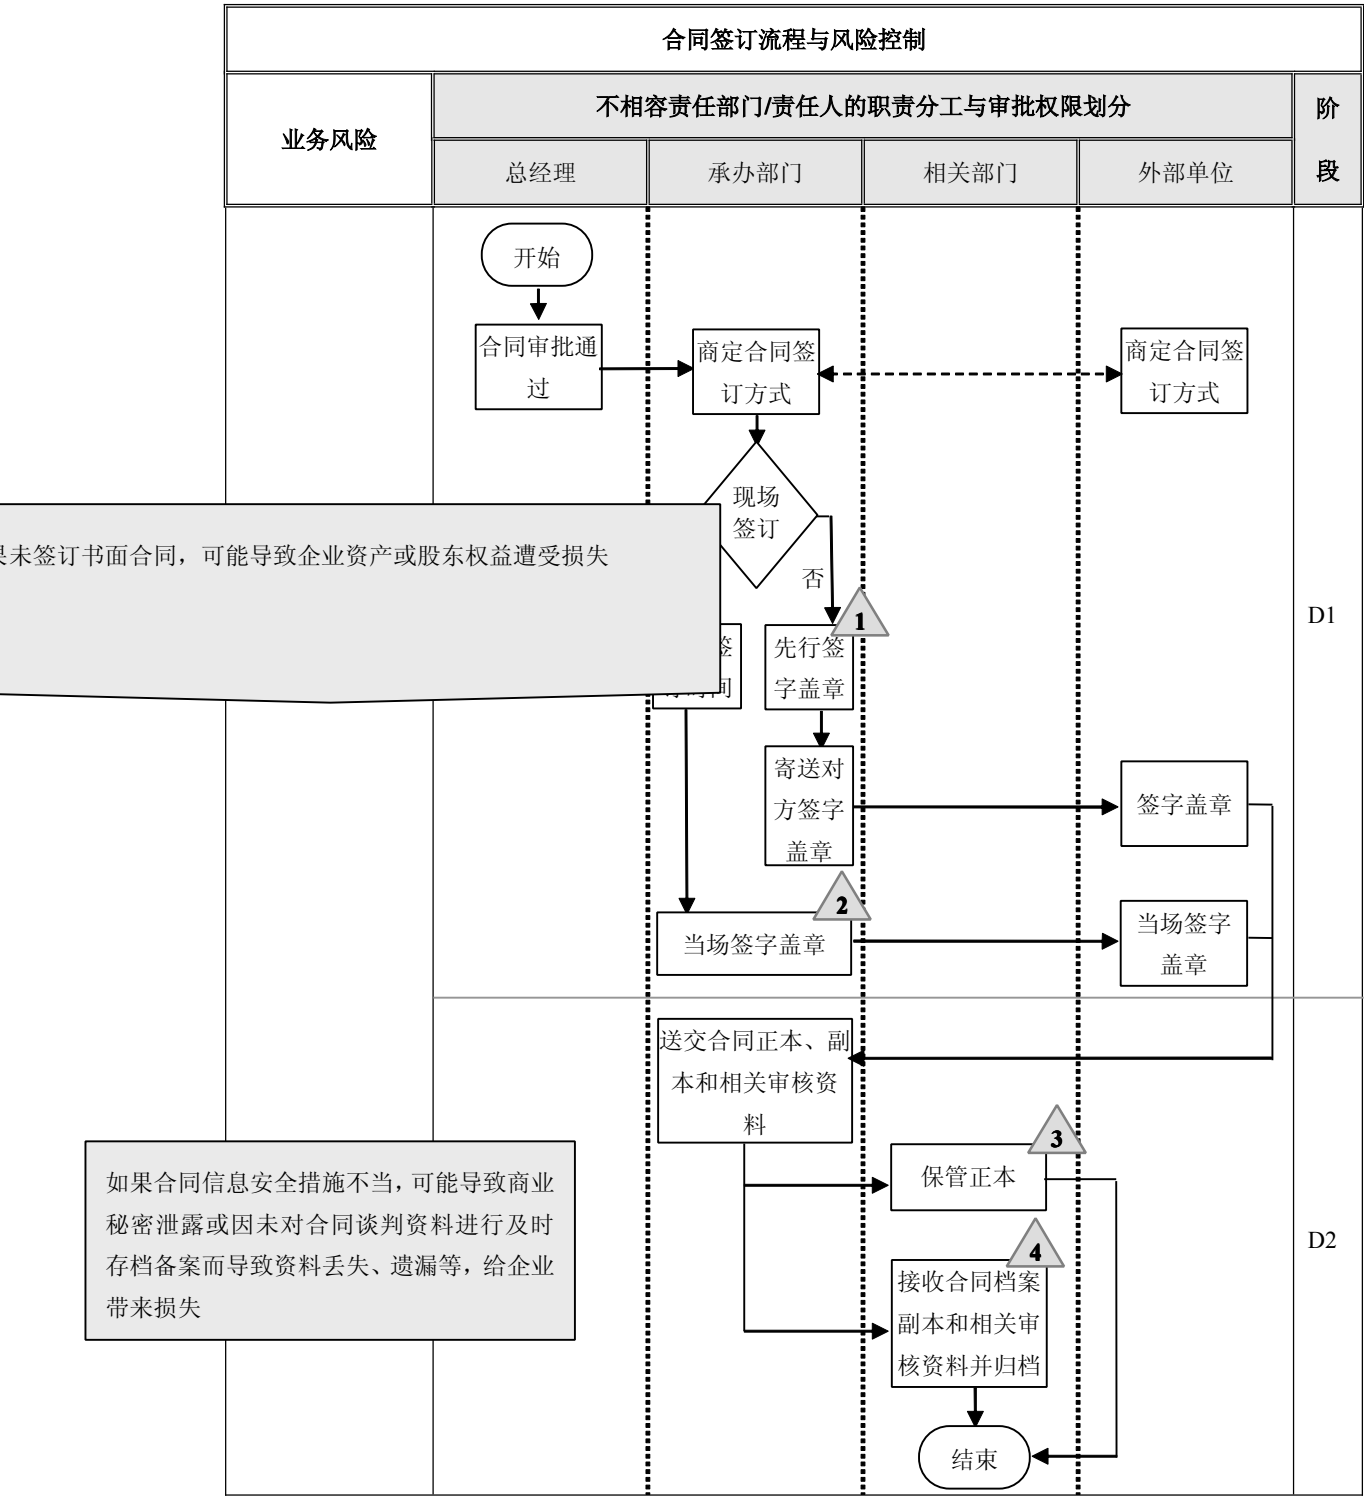 合同签订流程与风险控制
业务风险
不相容责任部门/责任人的职责分工与审批权限划分
阶
段
总经理
承办部门
相关部门
外部单位
开始
合同审批通
过
商定合同签
订方式
商定合同签
订方式
现场
签订
未签订书面合同，可能导致企业资产或股东权益遭受损失
否
1
D1
签
间
先行签
字盖章
寄送对
方签字
盖章
签字盖章
2
当场签字盖章
当场签字
盖章
送交合同正本、副
本和相关审核资
料
3
保管正本
如果合同信息安全措施不当，可能导致商业
秘密泄露或因未对合同谈判资料进行及时
存档备案而导致资料丢失、遗漏等，给企业
带来损失
4
D2
接收合同档案
副本和相关审
核资料并归档
结束